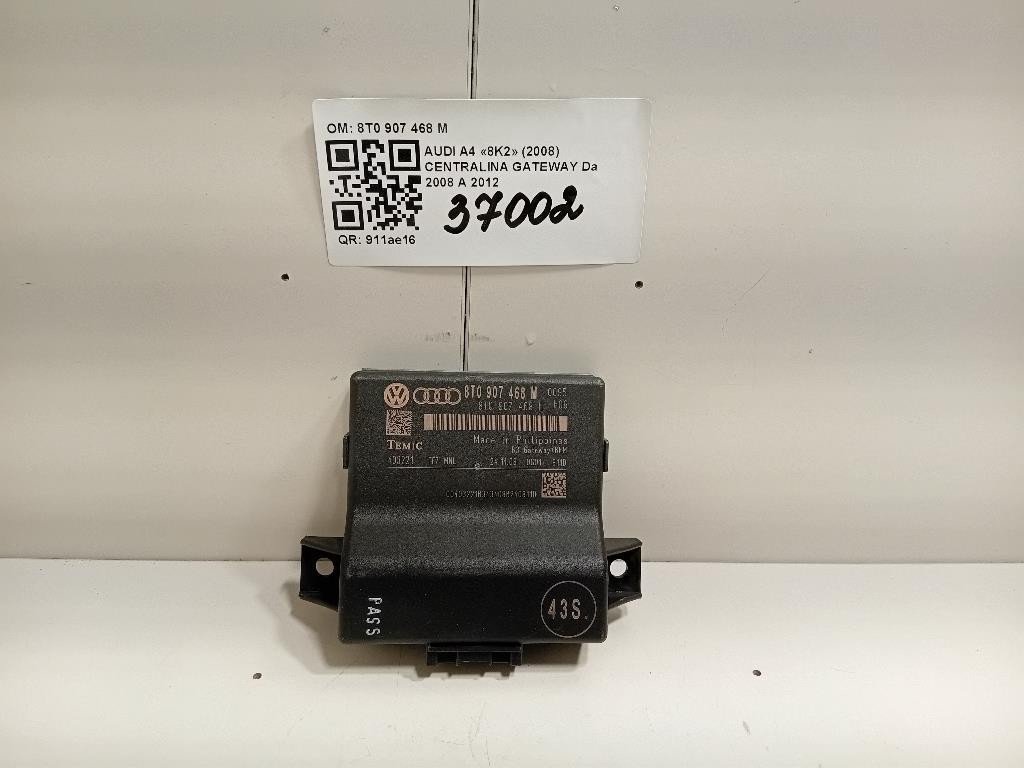 OM: 8T0 907 468 M
AUDI A4 «8K2» (2008)
CENTRALINA GATEWAY Da
2008 A 2012
37002
QR: 911ae16
8T0 907 468 M
TEMIC
Made in Philippines
PASS
43S.